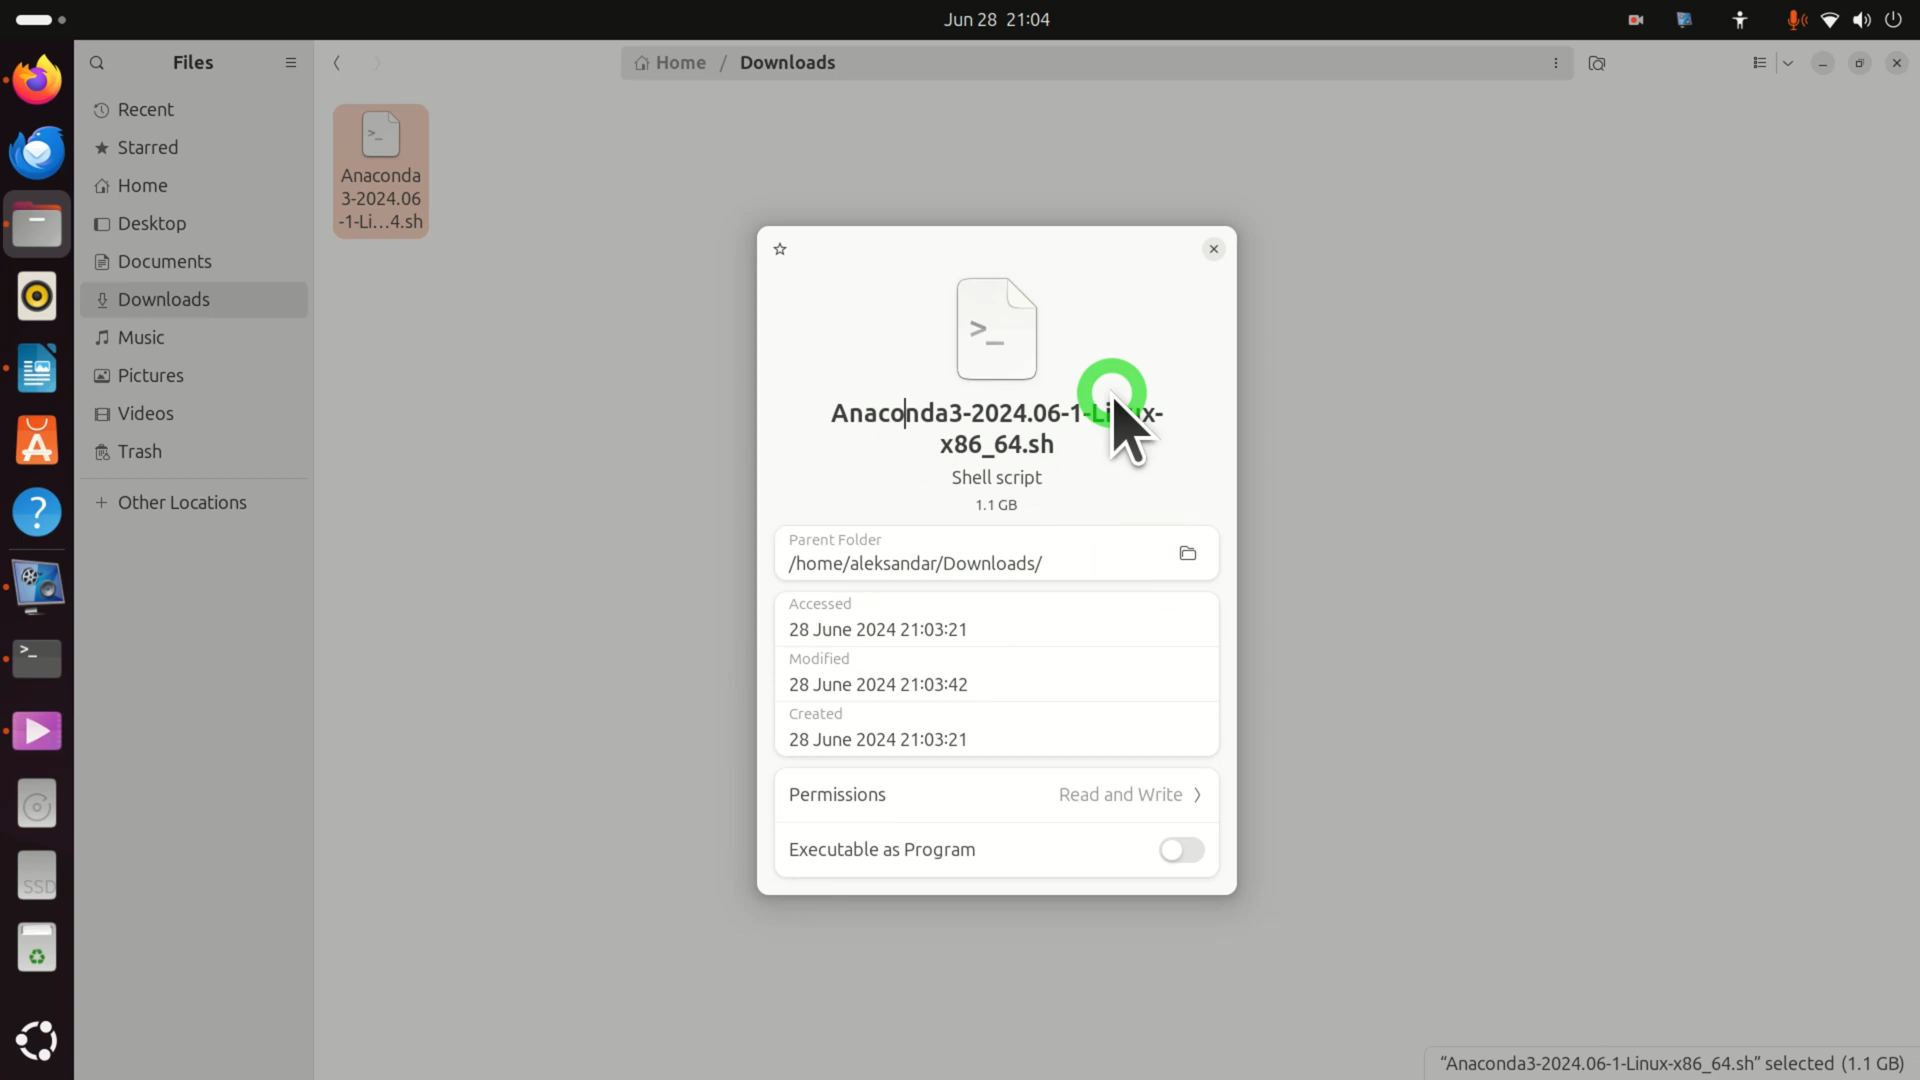 Jun 28 21:04
Files
Home / Downloads
Recent
Starred
Home
Desktop
Documents
Downloads
Music
Pictures
Videos
Trash
+ Other Locations
Anaconda
3-2024.06
-1-Li...4.sh
>_
Anaconda3-2024.06-1-Linux-
x86_64.sh
Shell script
1.1 GB
Parent Folder
/home/aleksandar/Downloads/
Accessed
28 June 2024 21:03:21
Modified
28 June 2024 21:03:42
Created
28 June 2024 21:03:21
Permissions Read and Write
Executable as Program
SSD
"Anaconda3-2024.06-1-Linux-x86_64.sh" selected (1.1 GB)